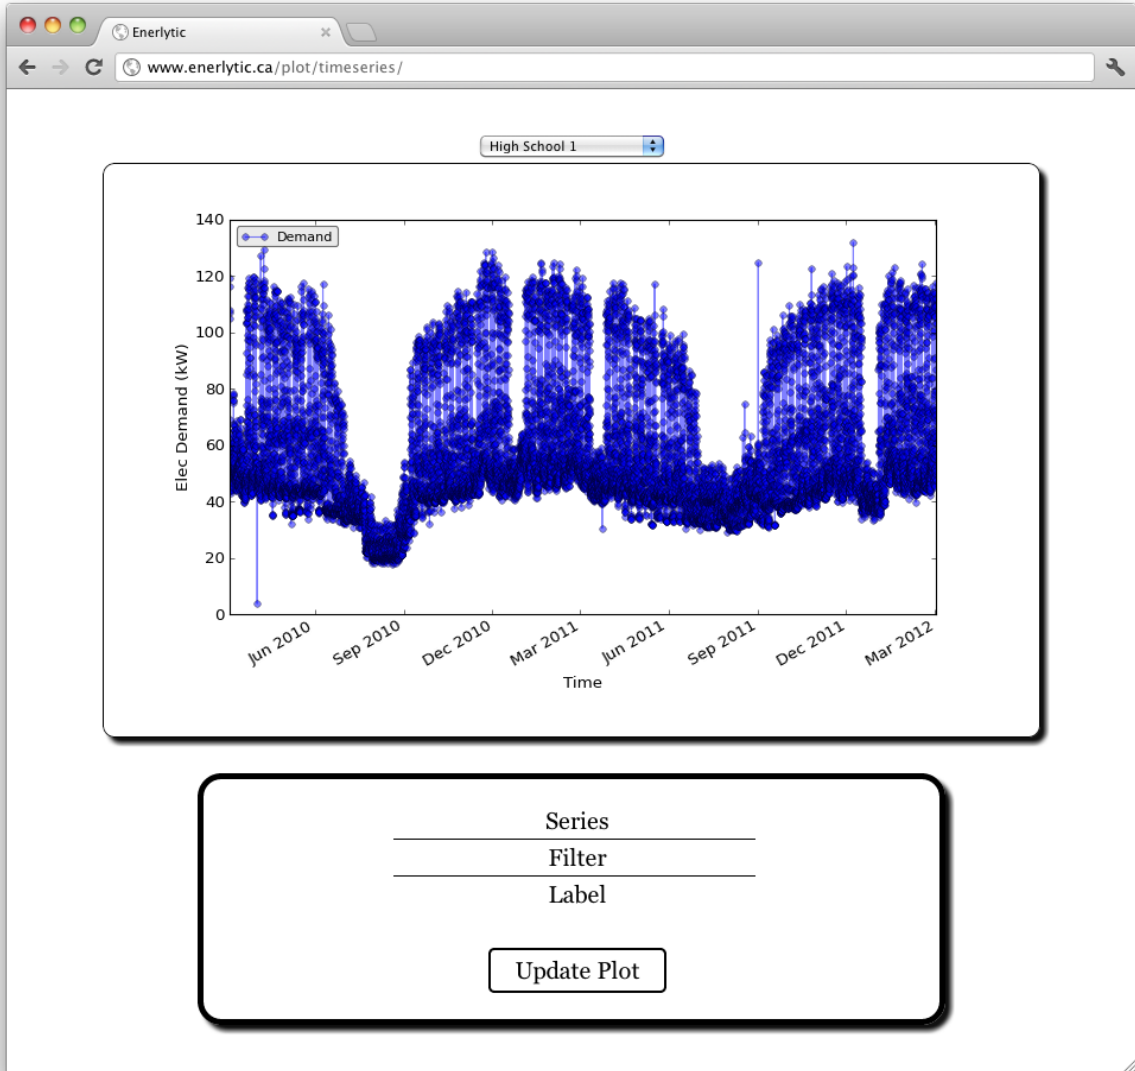 Enerlytic
www.enerlytic.ca/plot/timeseries/
High School 1
Demand
140
120
100
80
60
40
20
0
Elec Demand (kW)
Jun 2010
Sep 2010
Dec 2010
Mar 2011
Jun 2011
Sep 2011
Dec 2011
Mar 2012
Time
Series
Filter
Label
Update Plot